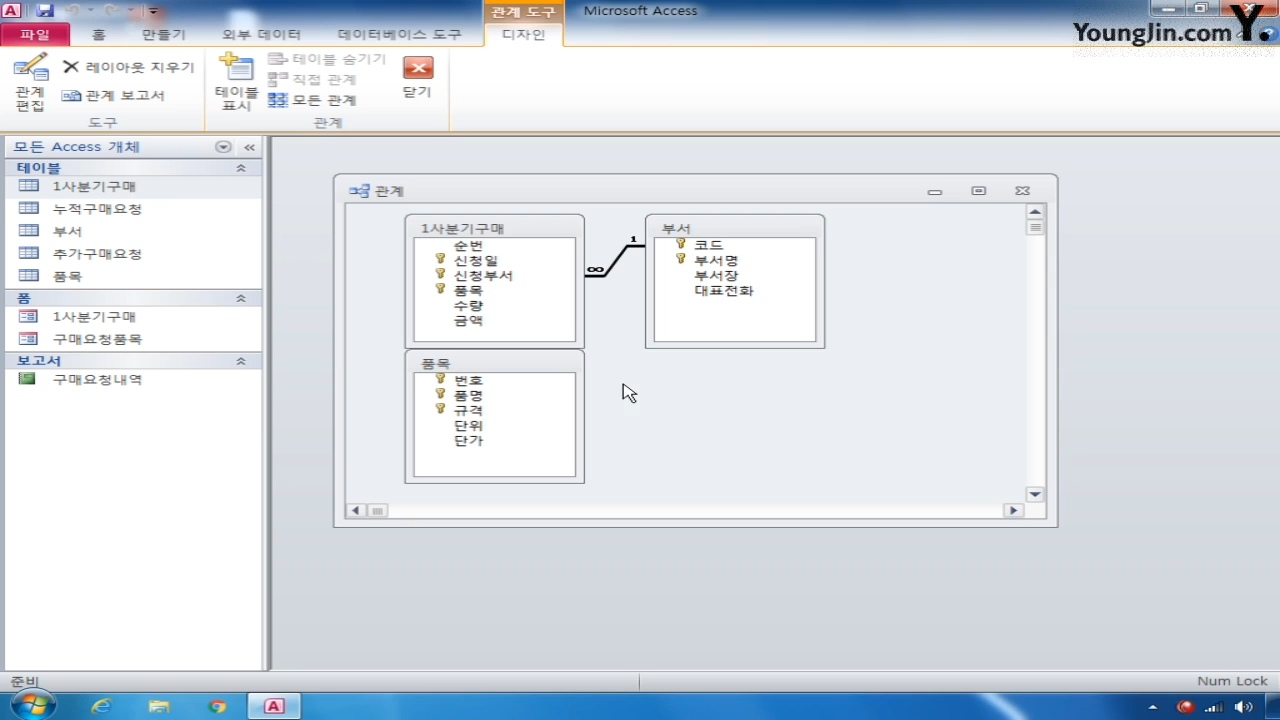 관계 도구
Microsoft Access
YoungJin.com Y.
파일
홈
만들기
외부 데이터
데이터베이스 도구
디자인
관계 편집
레이아웃 지우기
관계 보고서
도구
테이블 표시
테이블 숨기기
직접 관계
모든 관계
닫기
관계
모든 Access 개체
테이블
1사분기구매
누적구매요청
부서
추가구매요청
품목
폼
1사분기구매
구매요청품목
보고서
구매요청내역
관계
1사분기구매
순번
신청일
신청부서
품목
수량
금액
∞
1
부서
코드
부서명
부서장
대표전화
품목
번호
품명
규격
단위
단가
준비
Num Lock